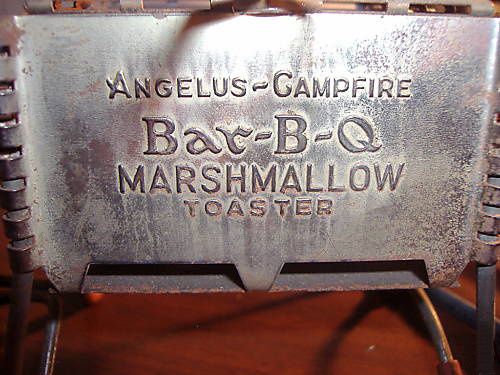 ANGELUS~CAMPFIRE
Bar-B-Q
MARSHMALLOW
TOASTER